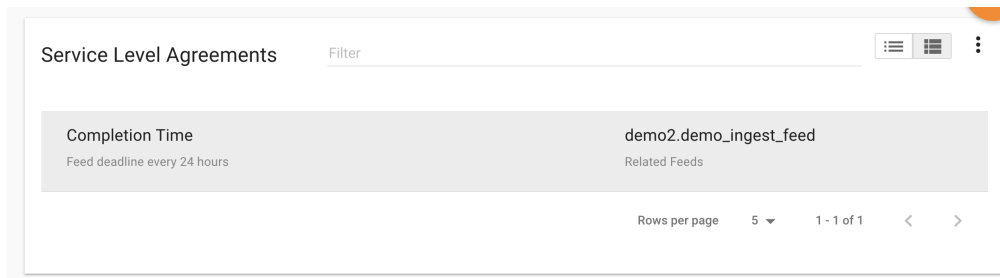 Service Level Agreements
Filter
Completion Time
demo2.demo_ingest_feed
Feed deadline every 24 hours
Related Feeds
Rows per page 5 1 - 1 of 1